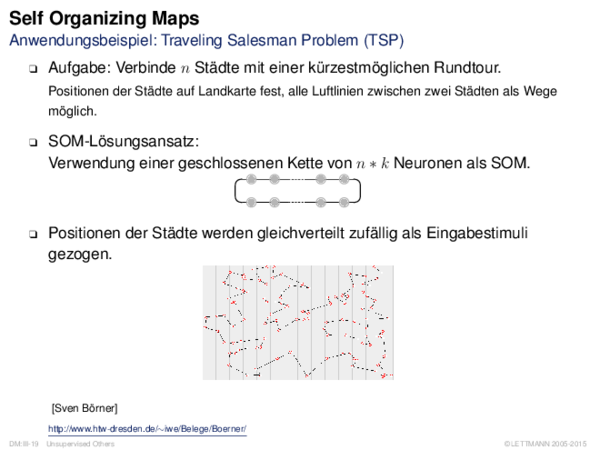 Self Organizing Maps
Anwendungsbeispiel: Traveling Salesman Problem (TSP)
❑ Aufgabe: Verbinde n Städte mit einer kürzestmöglichen Rundtour.
Positionen der Städte auf Landkarte fest, alle Luftlinien zwischen zwei Städten als Wege
möglich.
❑ SOM-Lösungsansatz:
Verwendung einer geschlossenen Kette von n ∗ k Neuronen als SOM.
❑ Positionen der Städte werden gleichverteilt zufällig als Eingabestimuli
gezogen.
[Sven Börner]
http://www.htw-dresden.de/∼iwe/Belege/Boerner/
DM:III-19 Unsupervised Others
©LETTMANN 2005-2015